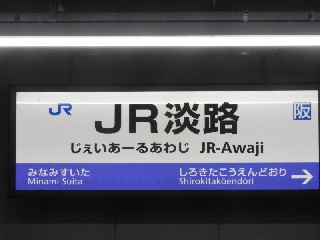 JR
阪
JR淡路
じぇいあーるあわじ JR-Awaji
みなみすいた しろきたこうえんどおり
Minami-Suita Shirokitakōendōri